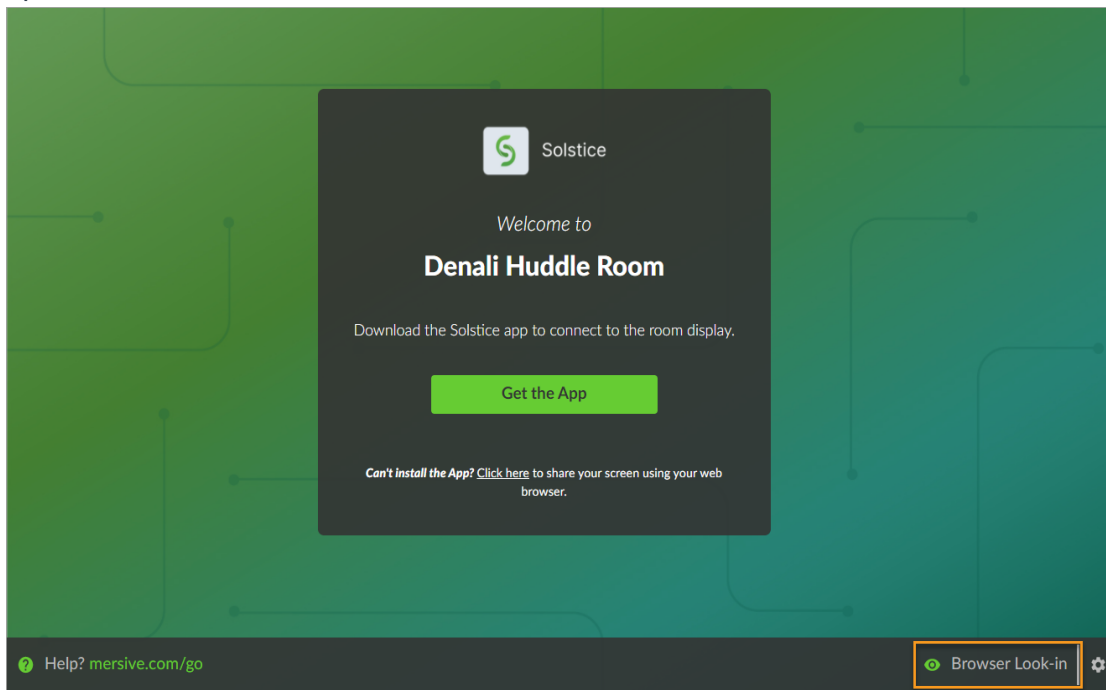 Solstice
Welcome to
Denali Huddle Room
Download the Solstice app to connect to the room display.
Get the App
Can't install the App? Click here to share your screen using your web
browser.
Help? mersive.com/go
Browser Look-in